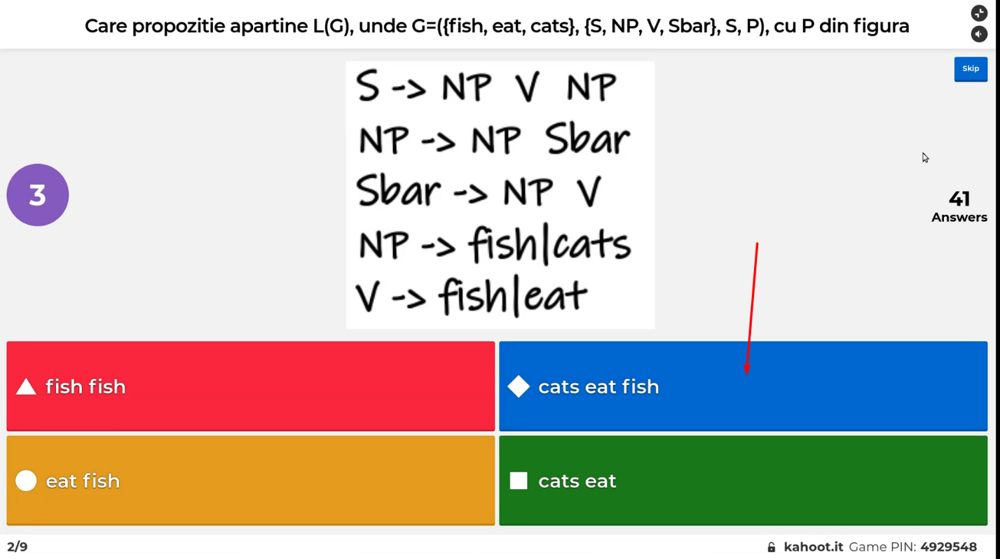 Care propozitie apartine L(G), unde G=({fish, eat, cats}, {S, NP, V, Sbar}, S, P), cu P din figura
Skip
S -> NP V NP
NP -> NP Sbar
Sbar -> NP V
NP -> fish|cats
V -> fish|eat
3
41
Answers
fish fish
cats eat fish
eat fish
cats eat
2/9
kahoot.it Game PIN: 4929548